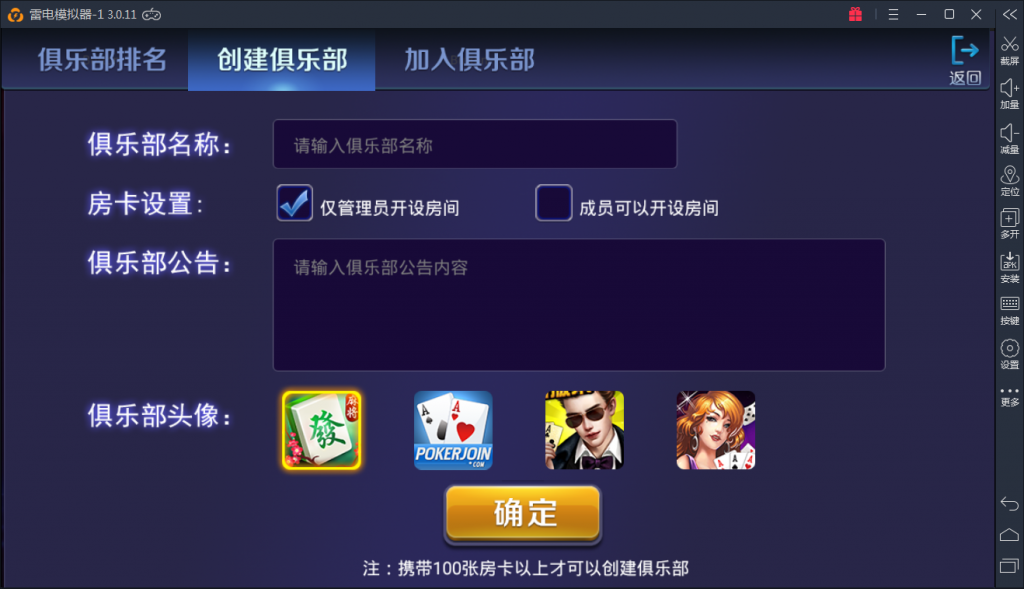 雷电模拟器-1 3.0.11
俱乐部排名
创建俱乐部
加入俱乐部
返回
俱乐部名称：
请输入俱乐部名称
房卡设置：
仅管理员开设房间
成员可以开设房间
俱乐部公告：
请输入俱乐部公告内容
俱乐部头像：
發
麻将
A
A
POKERJOIN
.COM
A
A
A
确定
注：携带100张房卡以上才可以创建俱乐部
截屏
加量
减量
定位
多开
APK
安装
按键
设置
更多